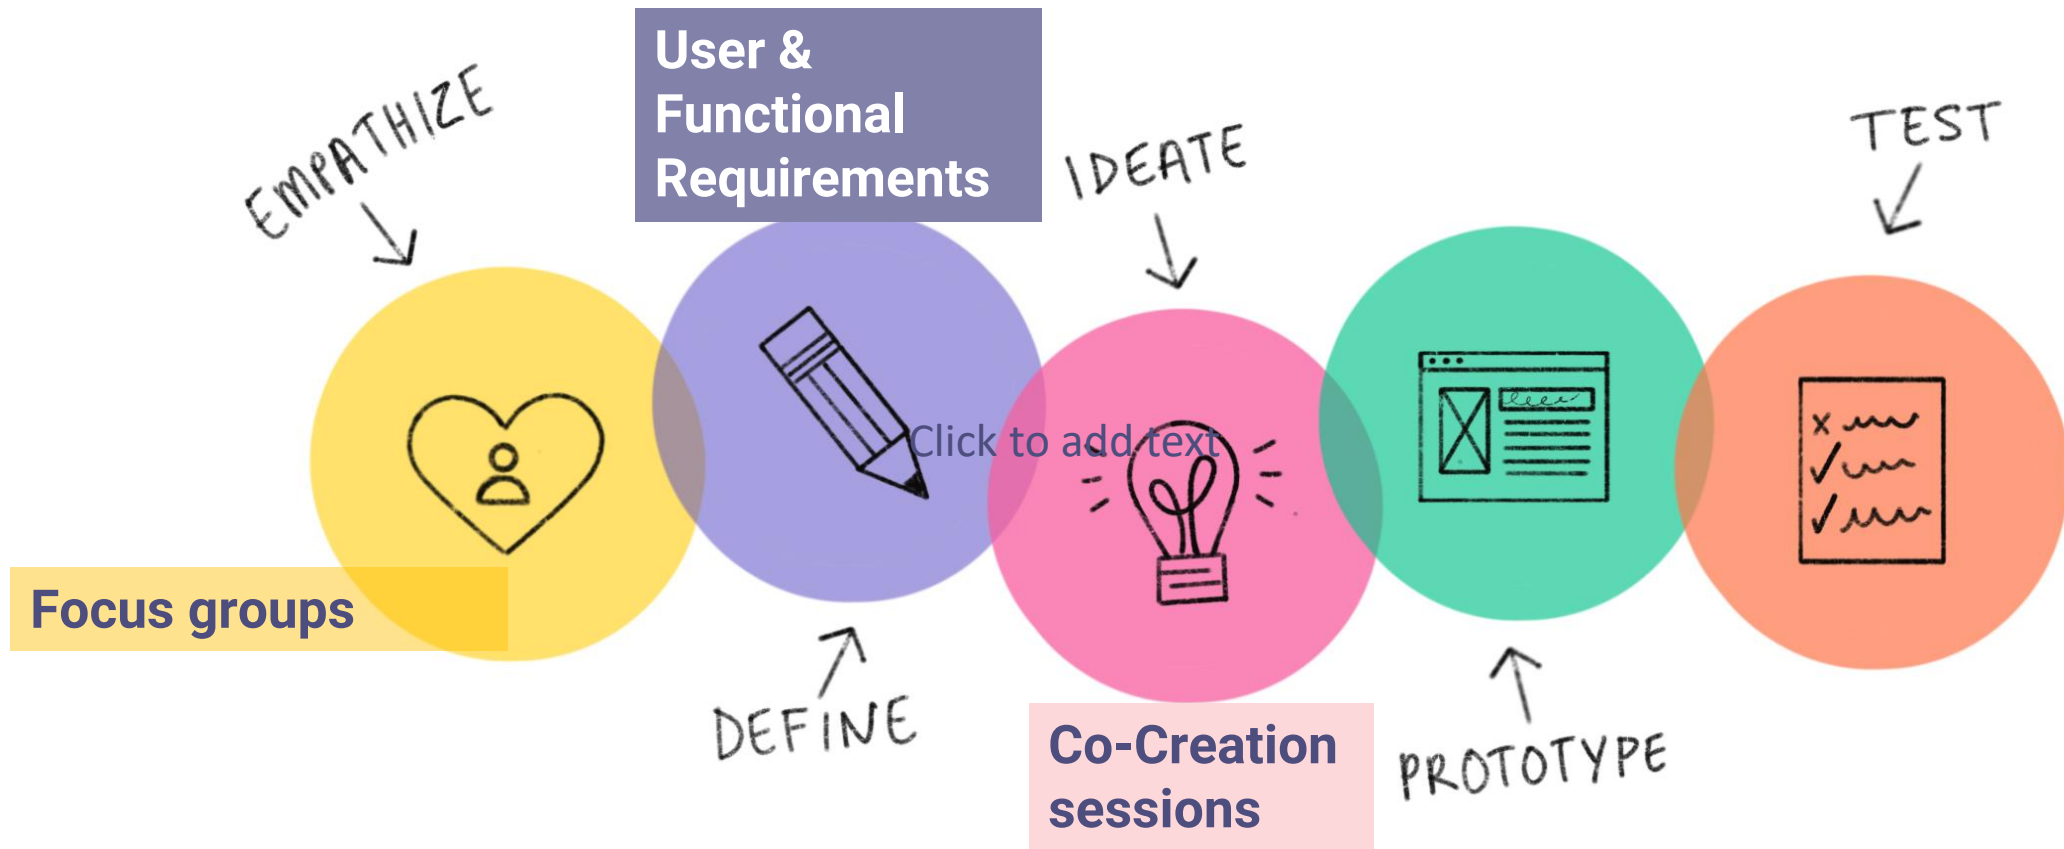 EMPATHIZE
User &
Functional
Requirements
IDEATE
TEST
Click to add text
Focus groups
DEFINE
Co-Creation
sessions
PROTOTYPE